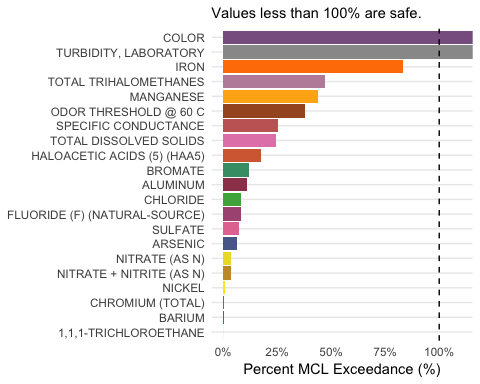 Values less than 100% are safe.
COLOR
TURBIDITY, LABORATORY
IRON
TOTAL TRIHALOMETHANES
MANGANESE
ODOR THRESHOLD @ 60 C
SPECIFIC CONDUCTANCE
TOTAL DISSOLVED SOLIDS
HALOACETIC ACIDS (5) (HAA5)
BROMATE
ALUMINUM
CHLORIDE
FLUORIDE (F) (NATURAL-SOURCE)
SULFATE
ARSENIC
NITRATE (AS N)
NITRATE + NITRITE (AS N)
NICKEL
CHROMIUM (TOTAL)
BARIUM
1,1,1-TRICHLOROETHANE
0% 25% 50% 75% 100%
Percent MCL Exceedance (%)